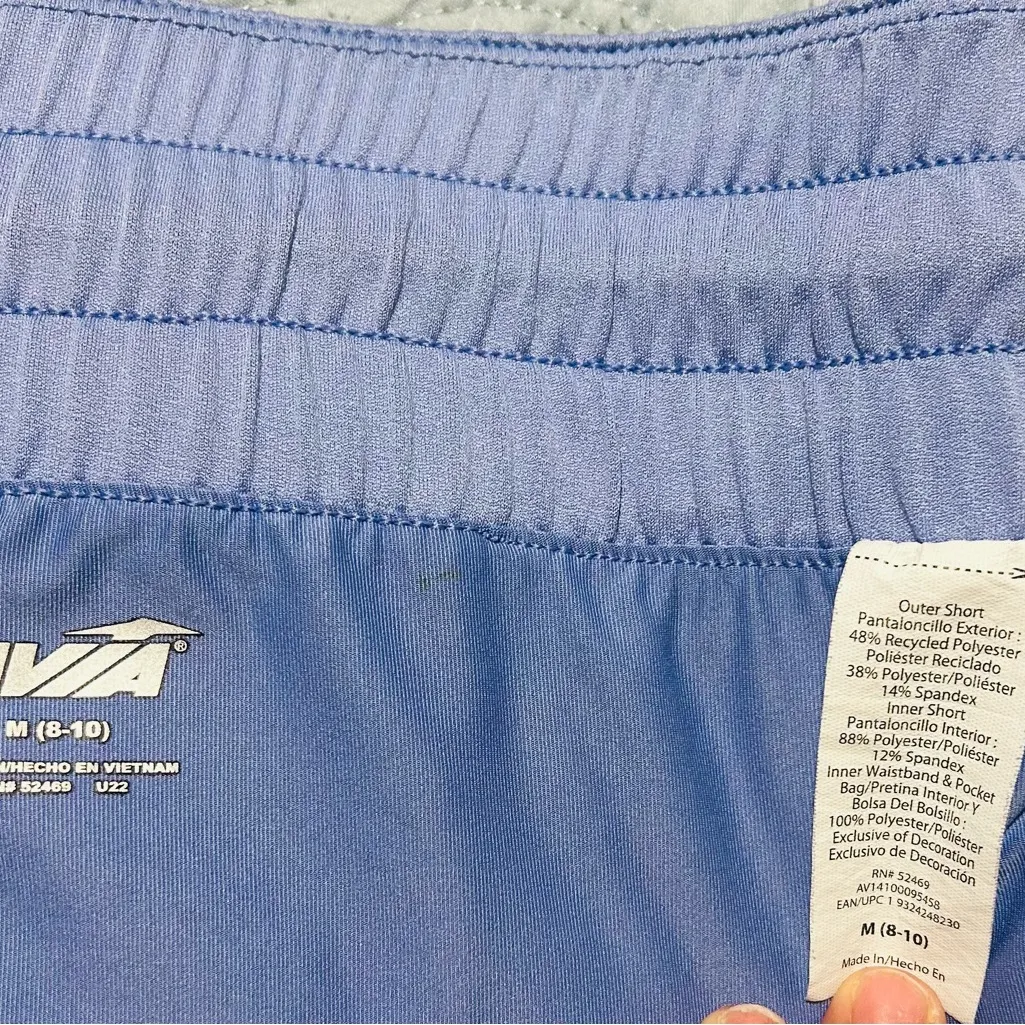 M (8-10)
HECHO EN VIETNAM
52469 U22
Outer Short
Pantaloncillo Exterior :
48% Recycled Polyester
Poliéster Reciclado
38% Polyester/Poliéster
14% Spandex
Inner Short
Pantaloncillo Interior :
88% Polyester/Poliéster
12% Spandex
Inner Waistband & Pocket
Bag/Pretina Interior Y
Bolsa Del Bolsillo :
100% Polyester/Poliéster
Exclusive of Decoration
Exclusivo de Decoración
RN# 52469
AV14100095458
EAN/UPC 1 9324248230
M (8-10)
Made In/Hecho En